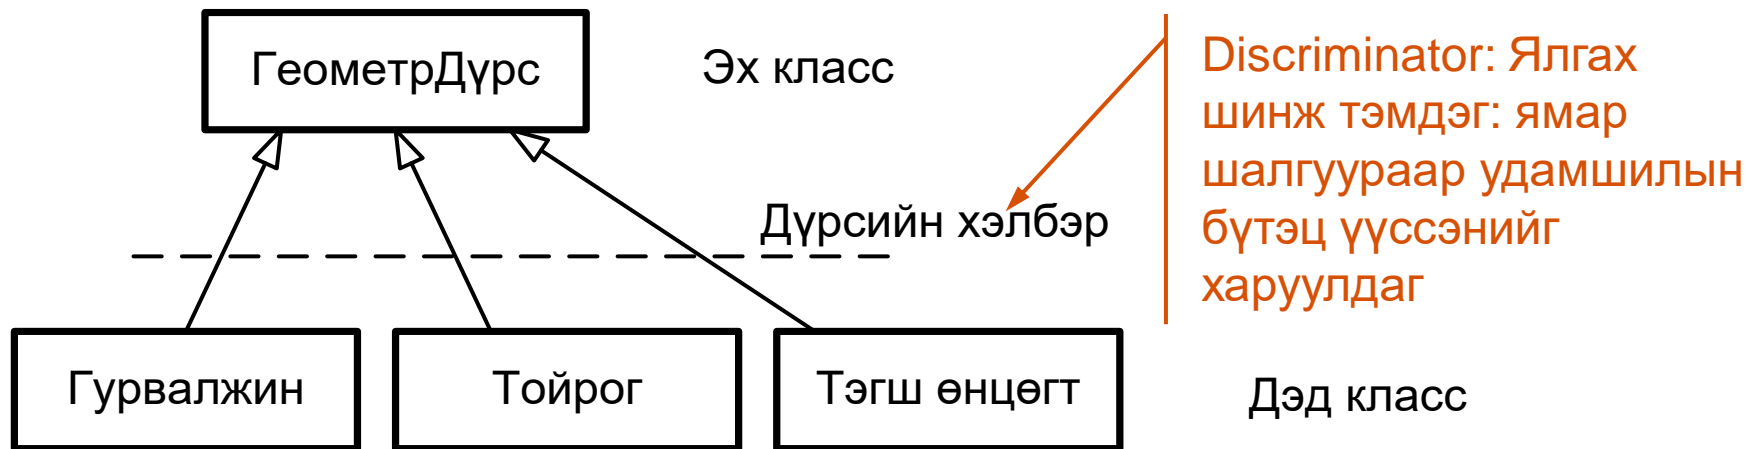 ГеометрДүрс
Эх класс
Discriminator: Ялгах
шинж тэмдэг: ямар
шалгуураар удамшилын
бүтэц үүссэнийг
харуулдаг
Дүрсийн хэлбэр
Гурвалжин
Тойрог
Тэгш өнцөгт
Дэд класс